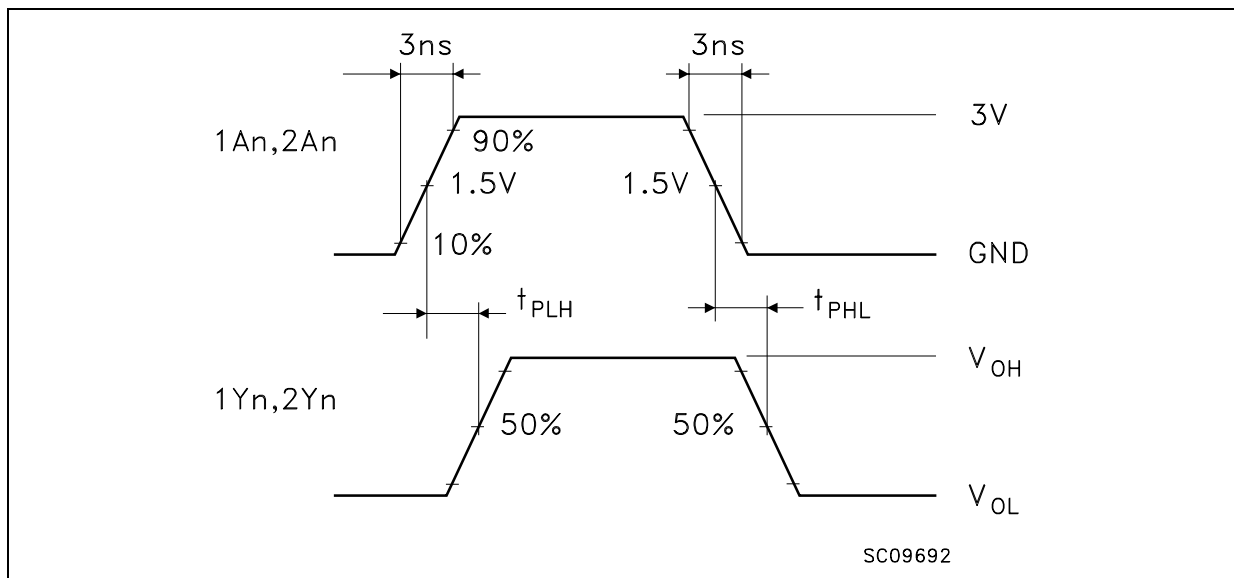 3ns 3ns
3V
1An,2An
90%
1.5V 1.5V
10%
GND
tPLH tPHL
VOH
1Yn,2Yn
50% 50%
VOL
SC09692